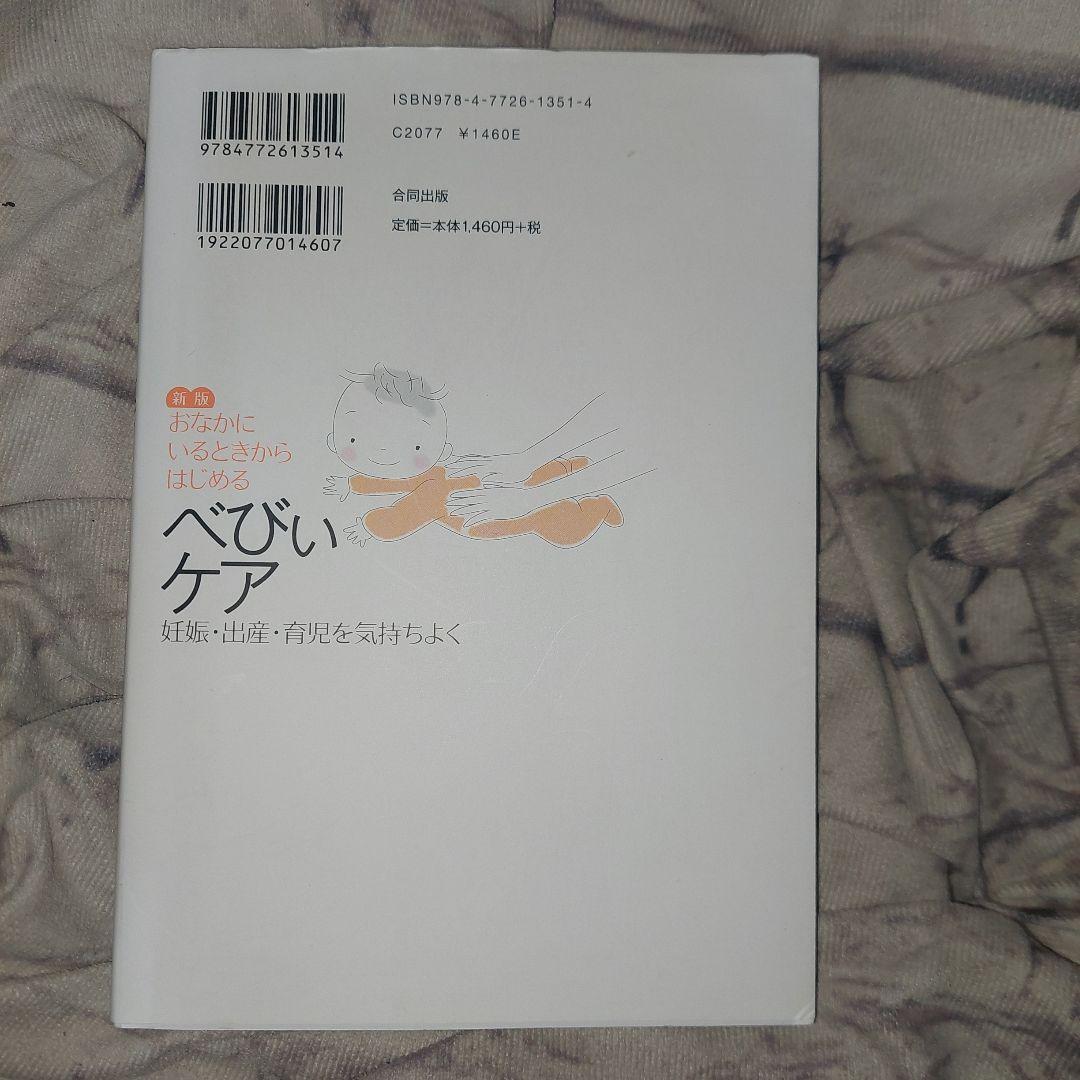 9784772613514
1922077014607
ISBN978-4-7726-1351-4
C2077 ¥1460E
合同出版
定価=本体1,460円+税
新版
おなかに
いるときから
はじめる
べびぃ
ケア
妊娠・出産・育児を気持ちよく